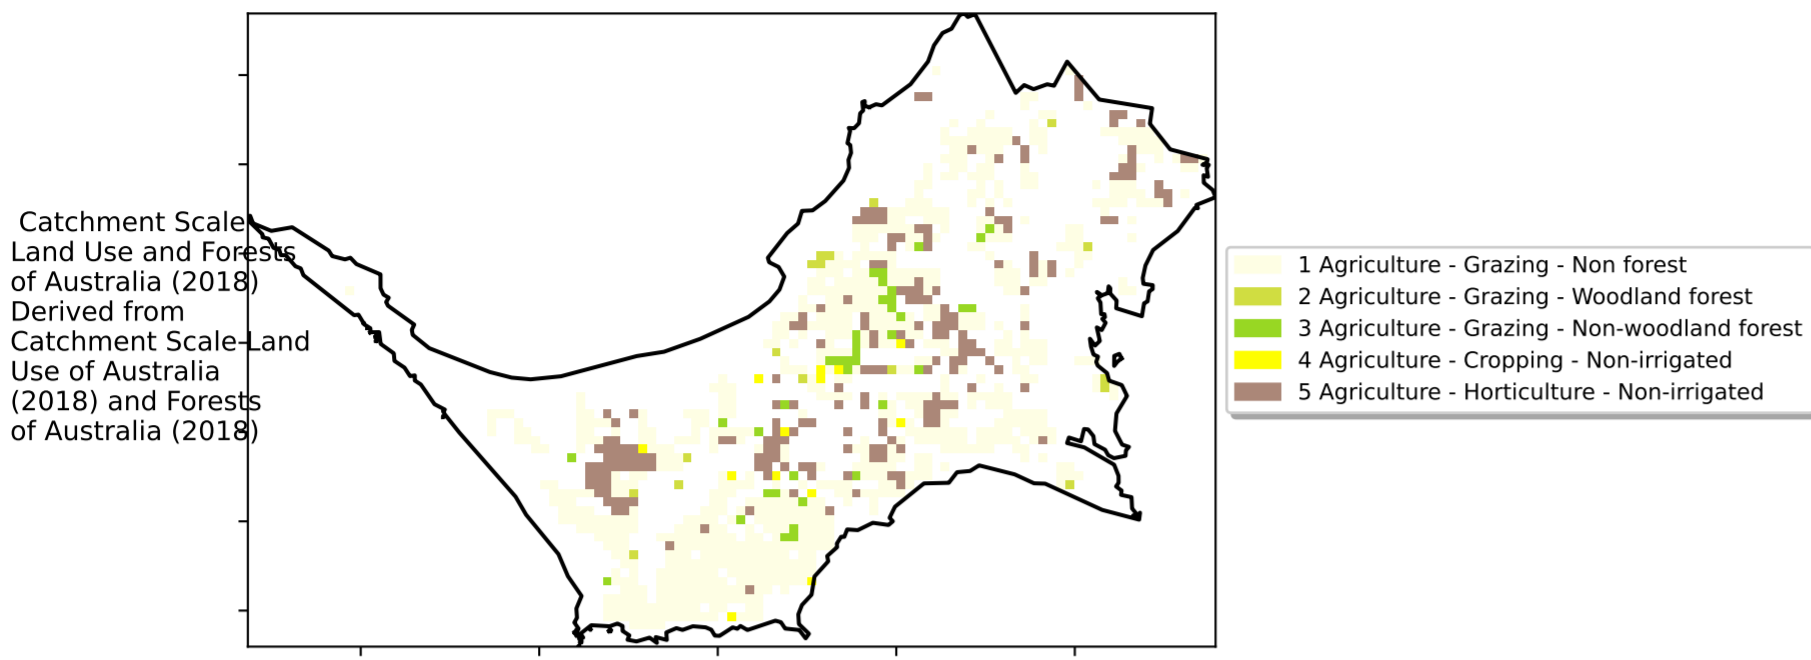 Catchment Scale
Land Use and Forests
of Australia (2018)
Derived from
Catchment Scale Land
Use of Australia
(2018) and Forests
of Australia (2018)
1 Agriculture - Grazing - Non forest
2 Agriculture - Grazing - Woodland forest
3 Agriculture - Grazing - Non-woodland forest
4 Agriculture - Cropping - Non-irrigated
5 Agriculture - Horticulture - Non-irrigated